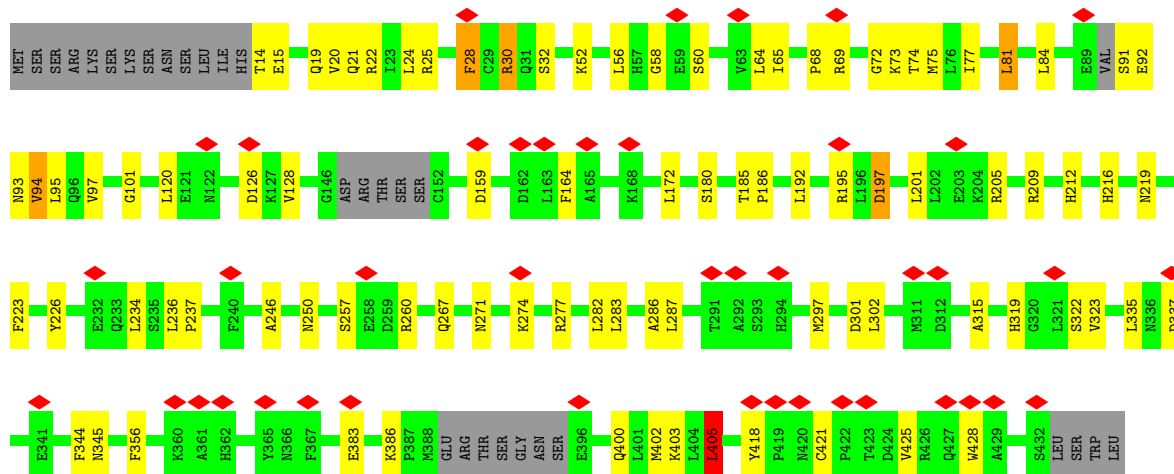 MET SER SER ARG LYS SER LYS SER ASN SER LEU ILE HIS T14 E15 Q19 V20 Q21 R22 I23 L24 R25 F28 C29 R30 Q31 S32 K52 L56 H57 G58 E59 S60 V63 L64 I65 P68 R69 G72 K73 T74 M75 L76 I77 L81 L84 E89 VAL S91 E92
N93 V94 L95 Q96 V97 G101 L120 E121 N122 D126 K127 V128 G146 ASP ARG THR SER SER C152 D159 D162 L163 F164 A165 K168 L172 S180 T185 P186 L192 R195 L196 D197 L201 L202 E203 K204 R205 R209 H212 H216 N219
F223 Y226 E232 Q233 L234 S235 L236 P237 F240 A246 N250 S257 E258 D259 R260 Q267 N271 K274 R277 L282 L283 A286 L287 T291 A292 S293 H294 M297 D301 L302 M311 D312 A315 H319 G320 L321 S322 V323 L335 N336 D337
E341 F344 N345 F356 K360 A361 H362 Y365 N366 F367 E383 K386 P387 M388 GLU ARG THR SER GLY ASN SER E396 Q400 L401 M402 K403 L404 L405 Y418 P419 N420 C421 P422 T423 D424 V425 R426 Q427 W428 A429 S432 LEU SER TRP LEU